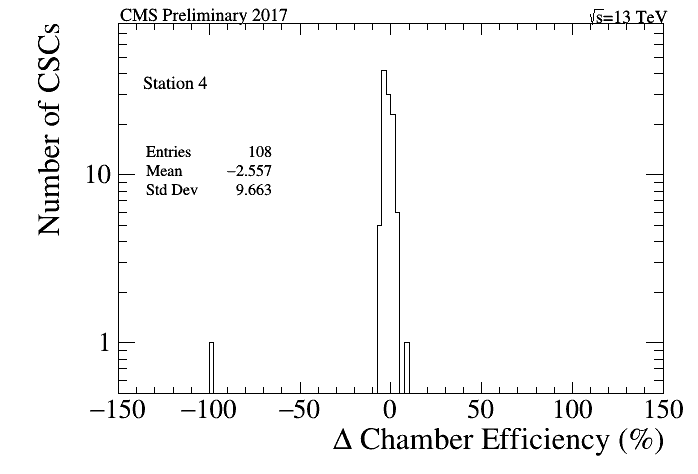 CMS Preliminary 2017
√s=13 TeV
Number of CSCs
Station 4
Entries 108
Mean −2.557
Std Dev 9.663
10
1
−150 −100 −50 0 50 100 150
Δ Chamber Efficiency (%)